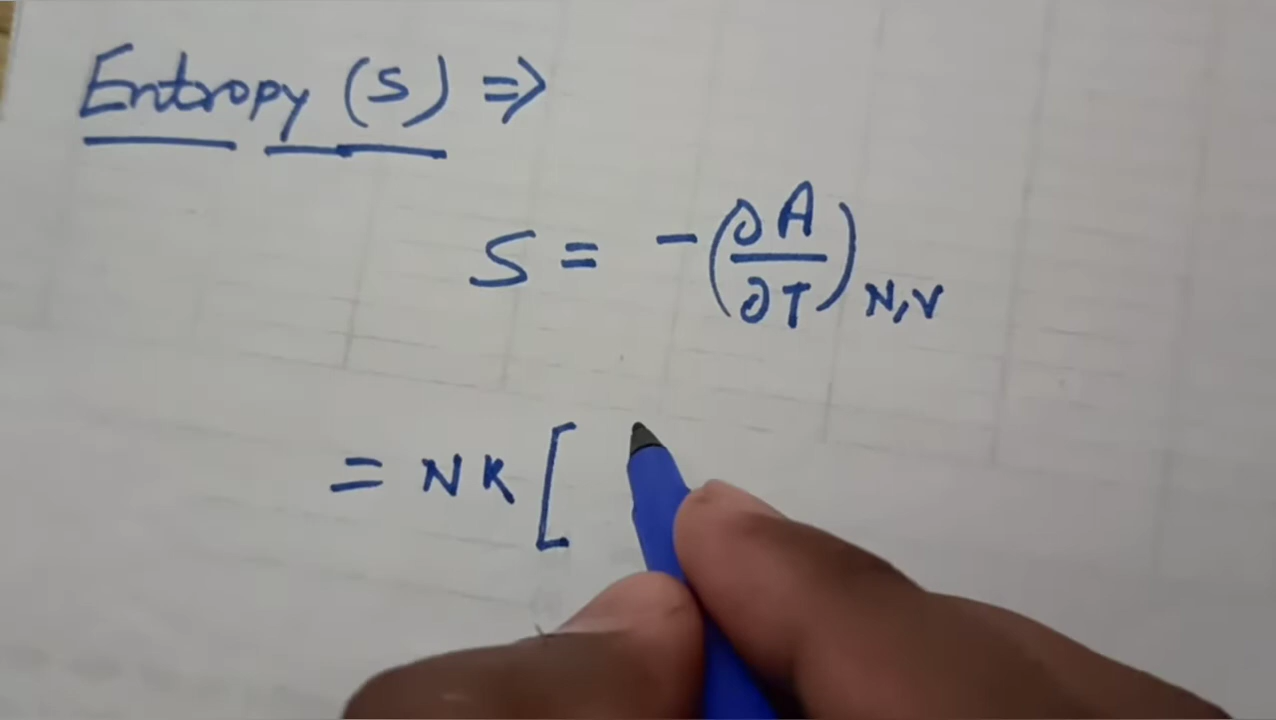 Entropy (S) ⇒
S = -(∂A/∂T)N,V
= NK [